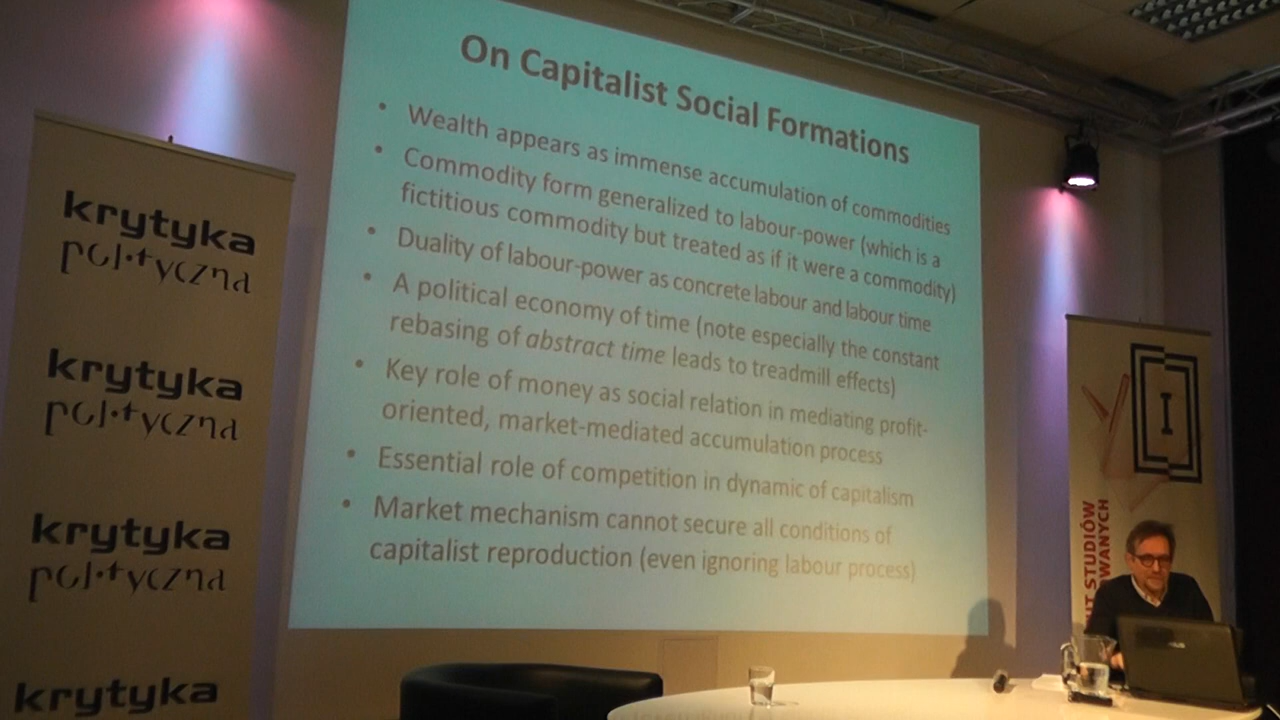 On Capitalist Social Formations
• Wealth appears as immense accumulation of commodities
• Commodity form generalized to labour-power (which is a
fictitious commodity but treated as if it were a commodity)
• Duality of labour-power as concrete labour and labour time
• A political economy of time (note especially the constant
rebasing of abstract time leads to treadmill effects)
• Key role of money as social relation in mediating profit-
oriented, market-mediated accumulation process
• Essential role of competition in dynamic of capitalism
• Market mechanism cannot secure all conditions of
capitalist reproduction (even ignoring labour process)
krytyka
polityczna
krytyka
polityczna
krytyka
polityczna
krytyka
I
STUDIÓW
WANYCH